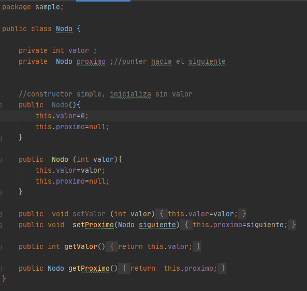 package sample;
public class Nodo {
private int valor ;
private Nodo proximo ;//punter hacia el siguiente
//constructor simple, inicializa sin valor
public Nodo(){
this.valor=0;
this.proximo=null;
}
public Nodo (int valor){
this.valor=valor;
this.proximo=null;
}
public void setValor (int valor) { this.valor=valor; }
public void setProximo(Nodo siguiente) { this.proximo=siguiente; }
public int getValor() { return this.valor; }
public Nodo getProximo() { return this.proximo; }
}